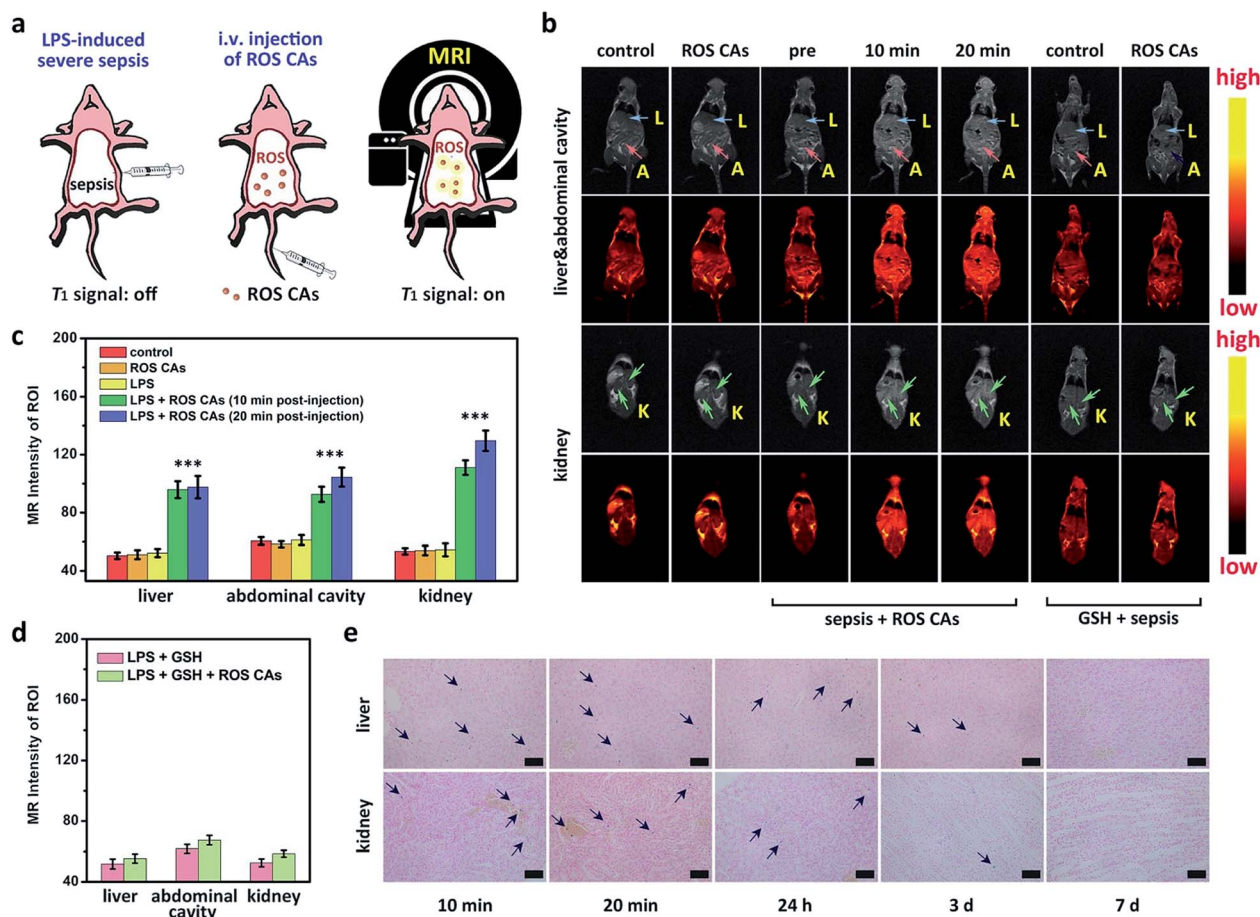 a
LPS-induced
severe sepsis
i.v. injection
of ROS CAs
MRI
sepsis
ROS
ROS
T1 signal: off
ROS CAs
T1 signal: on
b
control
ROS CAs
pre
10 min
20 min
control
ROS CAs
liver&abdominal cavity
L
L
L
L
L
L
L
A
A
A
A
A
A
A
high
low
kidney
K
K
K
K
K
K
K
high
low
sepsis + ROS CAs
GSH + sepsis
c
MR Intensity of ROI
200
160
120
80
40
control
ROS CAs
LPS
LPS + ROS CAs (10 min post-injection)
LPS + ROS CAs (20 min post-injection)
***
***
***
liver
abdominal cavity
kidney
d
MR Intensity of ROI
200
160
120
80
40
LPS + GSH
LPS + GSH + ROS CAs
liver
abdominal
cavity
kidney
e
liver
kidney
10 min
20 min
24 h
3 d
7 d